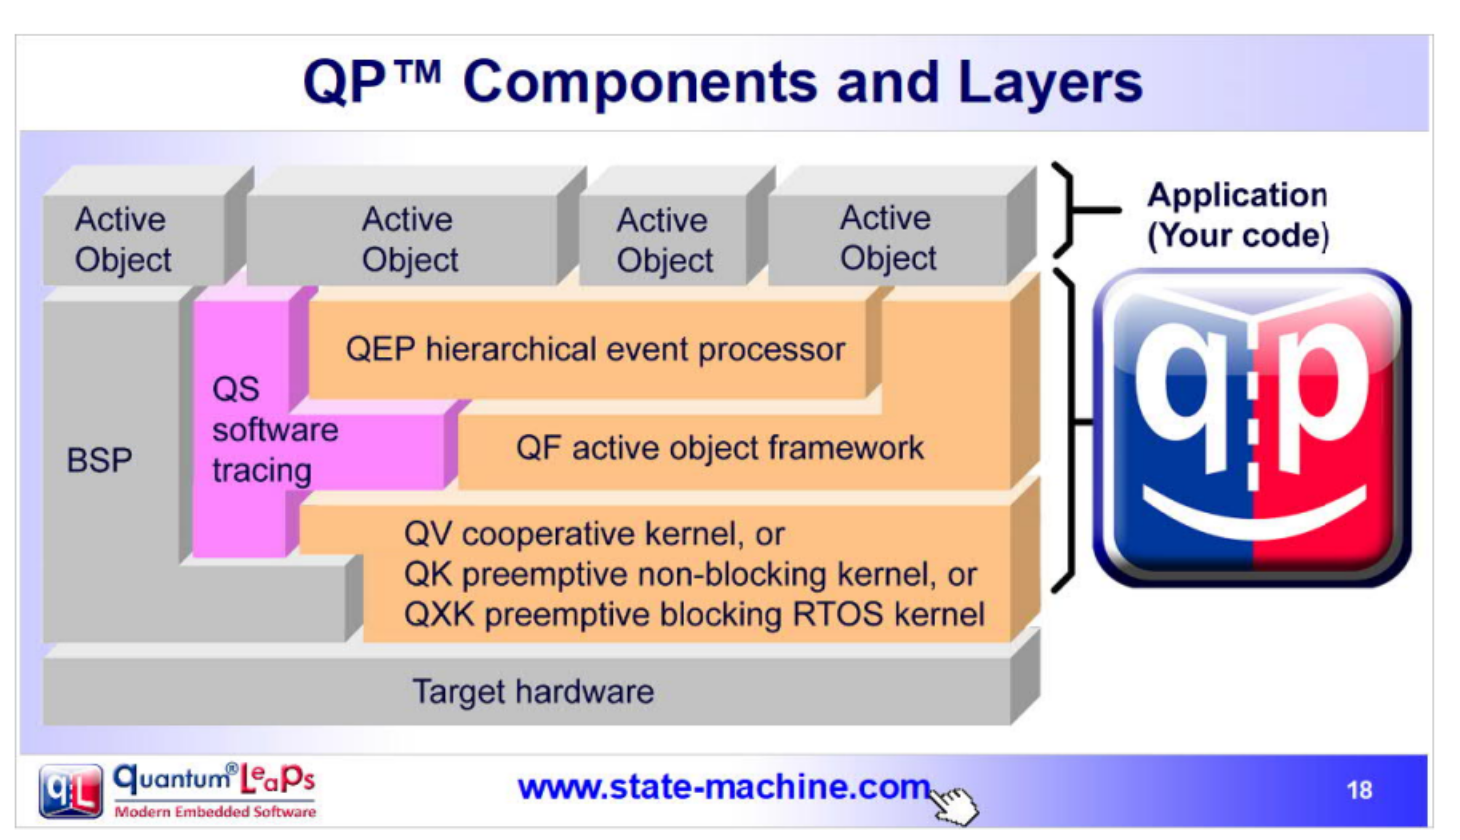 QP™ Components and Layers
Active
Object
Active
Object
Active
Object
Active
Object
Application
(Your code)
QEP hierarchical event processor
QS
software
tracing
BSP
QF active object framework
QV cooperative kernel, or
QK preemptive non-blocking kernel, or
QXK preemptive blocking RTOS kernel
Target hardware
qp
qL
quantum®LeaPs
Modern Embedded Software
www.state-machine.com
18